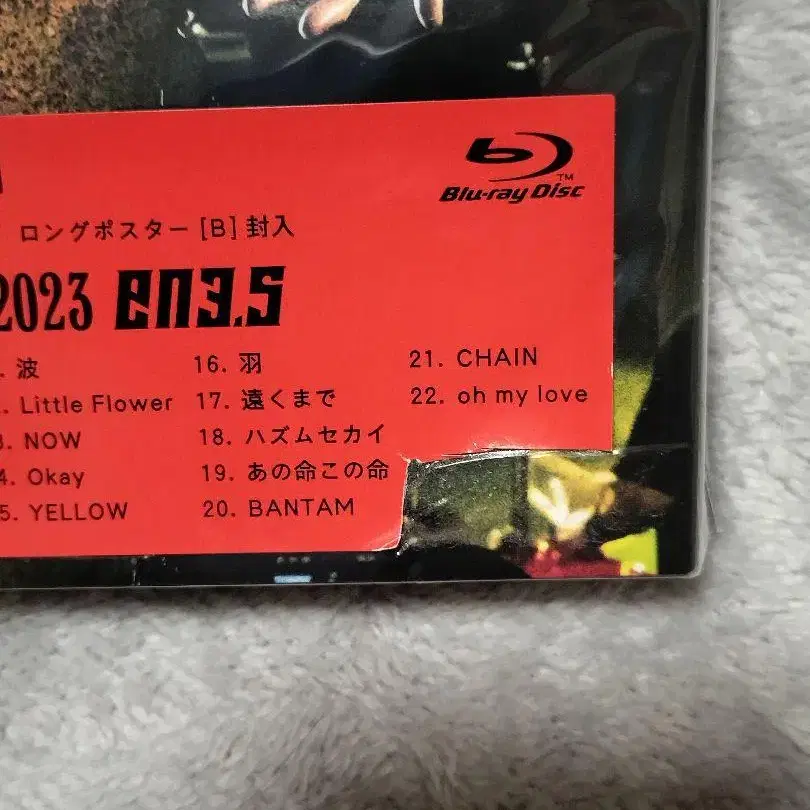 Blu-ray Disc
TM
ロングポスター [B] 封入
2023 en3.5
波
Little Flower
NOW
Okay
YELLOW
16. 羽
17. 遠くまで
18. ハズムセカイ
19. あの命この命
20. BANTAM
21. CHAIN
22. oh my love